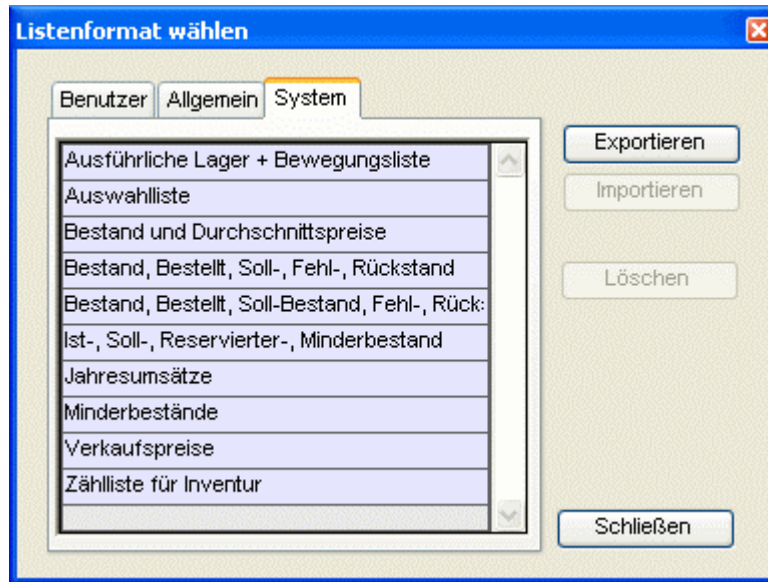 Listenformat wählen
Benutzer Allgemein System
Ausführliche Lager + Bewegungsliste
Auswahlliste
Bestand und Durchschnittspreise
Bestand, Bestellt, Soll-, Fehl-, Rückstand
Bestand, Bestellt, Soll-Bestand, Fehl-, Rücks
Ist-, Soll-, Reservierter-, Minderbestand
Jahresumsätze
Minderbestände
Verkaufspreise
Zählliste für Inventur
Exportieren
Importieren
Löschen
Schließen